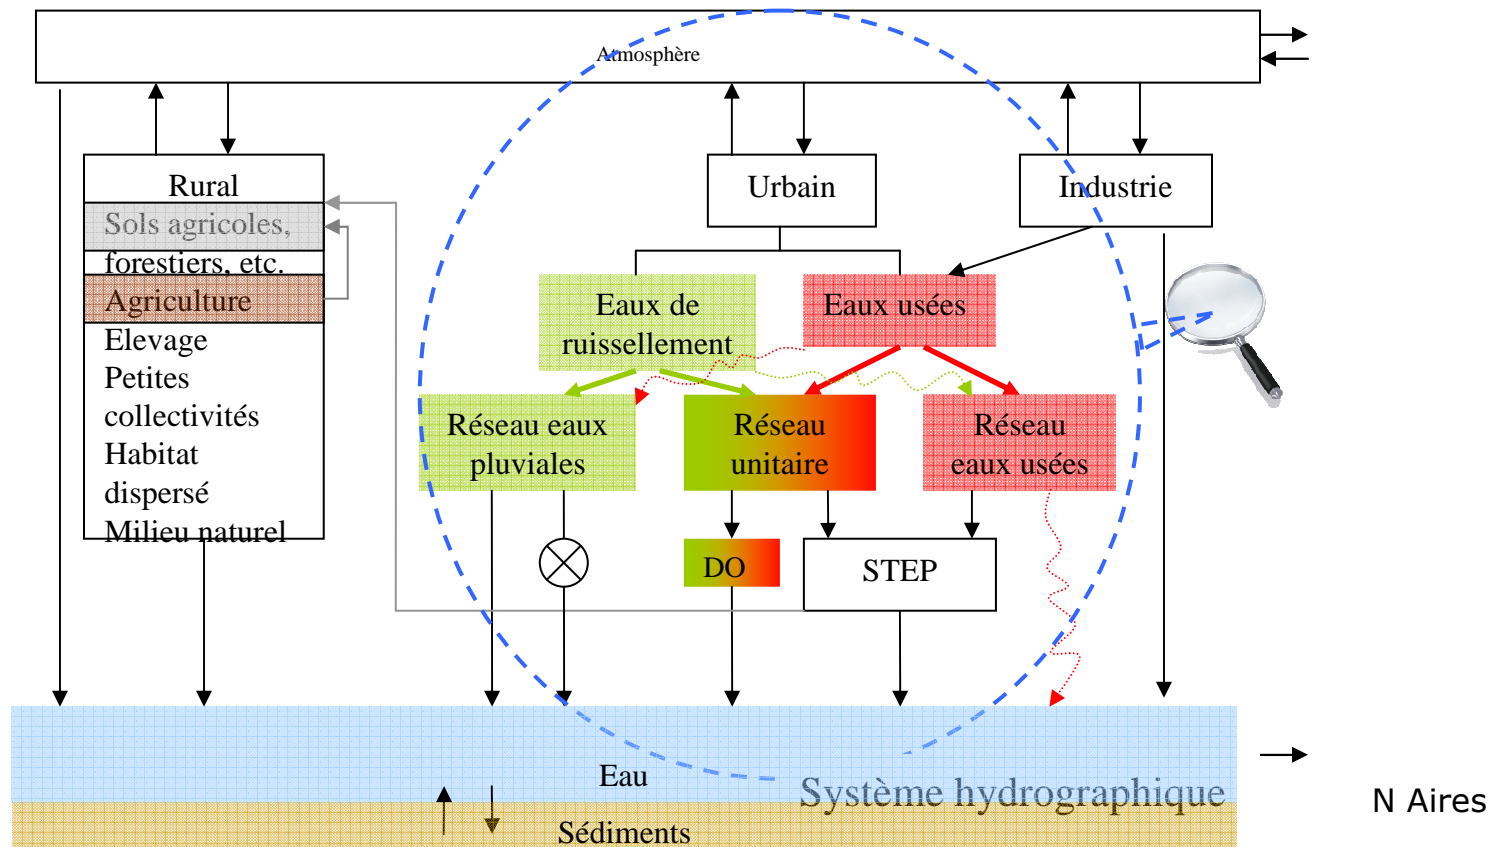 Atmosphère
Rural
Sols agricoles,
forestiers, etc.
Agriculture
Elevage
Petites
collectivités
Habitat
dispersé
Milieu naturel
Urbain
Industrie
Eaux de
ruissellement
Eaux usées
Réseau eaux
pluviales
Réseau
unitaire
Réseau
eaux usées
DO
STEP
Eau
Système hydrographique
Sédiments
N Aires